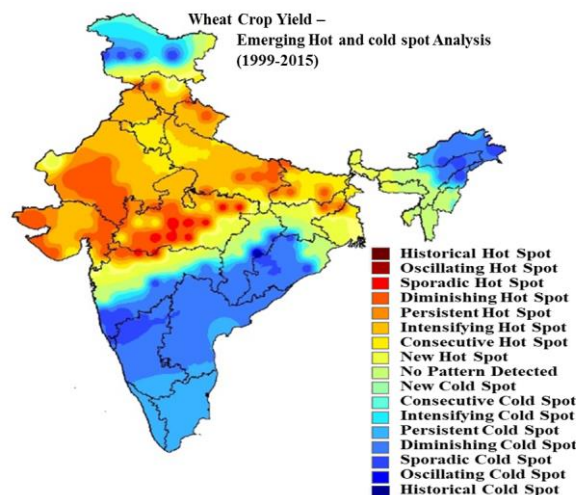 Wheat Crop Yield –
Emerging Hot and cold spot Analysis
(1999-2015)
Historical Hot Spot
Oscillating Hot Spot
Sporadic Hot Spot
Diminishing Hot Spot
Persistent Hot Spot
Intensifying Hot Spot
Consecutive Hot Spot
New Hot Spot
No Pattern Detected
New Cold Spot
Consecutive Cold Spot
Intensifying Cold Spot
Persistent Cold Spot
Diminishing Cold Spot
Sporadic Cold Spot
Oscillating Cold Spot
Historical Cold Spot